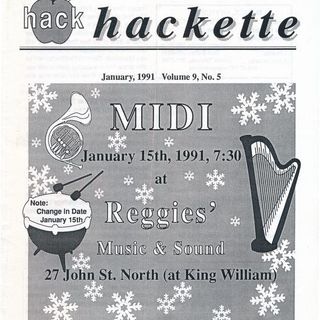 hack
hackette
January, 1991 Volume 9, No. 5
MIDI
January 15th, 1991, 7:30
at
Note:
Change in Date
January 15th
Reggies'
Music & Sound
27 John St. North (at King William)